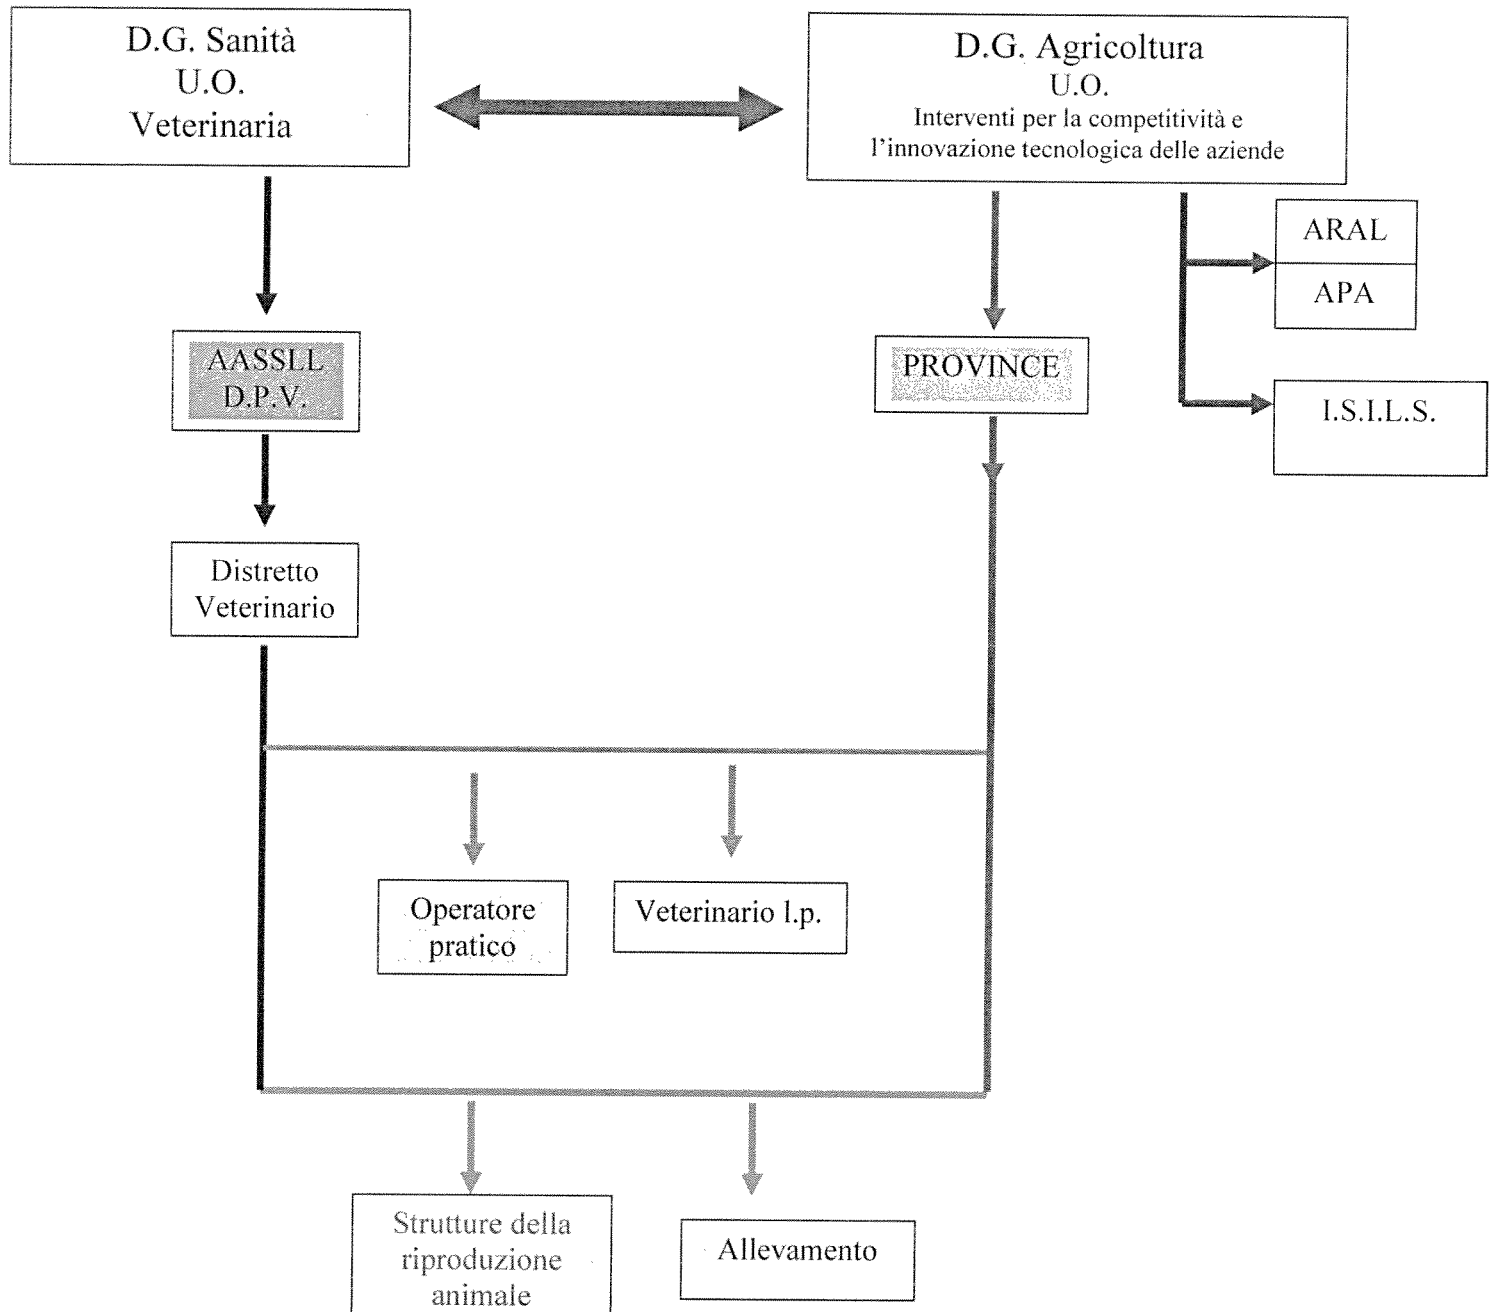 D.G. Sanità
U.O.
Veterinaria
D.G. Agricoltura
U.O.
Interventi per la competitività e
l’innovazione tecnologica delle aziende
ARAL
APA
AASSLL
D.P.V.
PROVINCE
I.S.I.L.S.
Distretto
Veterinario
Operatore
pratico
Veterinario l.p.
Strutture della
riproduzione
animale
Allevamento